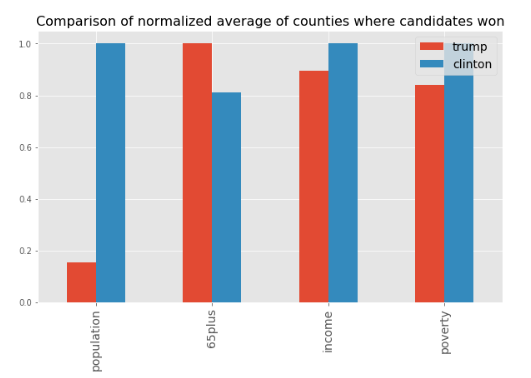 Comparison of normalized average of counties where candidates won
1.0
0.8
0.6
0.4
0.2
0.0
trump
clinton
population
65plus
income
poverty